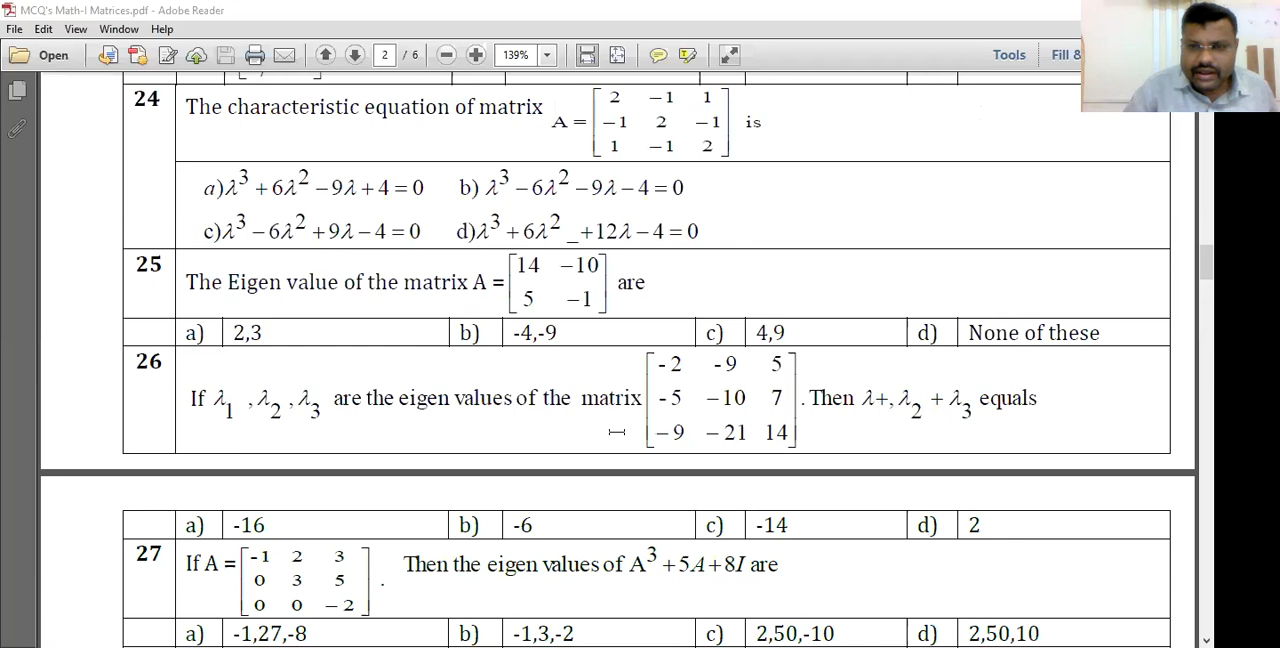 MCQ's Math-I Matrices.pdf - Adobe Reader
File Edit View Window Help
Open 2 / 6 139% Tools Fill &
24 The characteristic equation of matrix A = [2 −1 1
−1 2 −1
1 −1 2] is
a)λ³ + 6λ² − 9λ + 4 = 0 b) λ³ − 6λ² − 9λ − 4 = 0
c)λ³ − 6λ² + 9λ − 4 = 0 d)λ³ + 6λ² _ + 12λ − 4 = 0
25 The Eigen value of the matrix A = [14 −10
5 −1] are
a) 2,3 b) -4,-9 c) 4,9 d) None of these
26 If λ₁ ,λ₂ ,λ₃ are the eigen values of the matrix [-2 -9 5
-5 −10 7
−9 −21 14] . Then λ+, λ₂ + λ₃ equals
a) -16 b) -6 c) -14 d) 2
27 If A = [-1 2 3
0 3 5
0 0 −2] . Then the eigen values of A³ + 5A + 8I are
a) -1,27,-8 b) -1,3,-2 c) 2,50,-10 d) 2,50,10